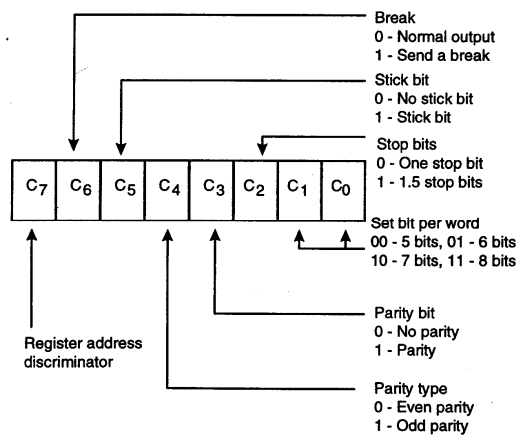 Break
0 - Normal output
1 - Send a break
Stick bit
0 - No stick bit
1 - Stick bit
Stop bits
0 - One stop bit
1 - 1.5 stop bits
C7 C6 C5 C4 C3 C2 C1 C0
Set bit per word
00 - 5 bits, 01 - 6 bits
10 - 7 bits, 11 - 8 bits
Register address
discriminator
Parity bit
0 - No parity
1 - Parity
Parity type
0 - Even parity
1 - Odd parity